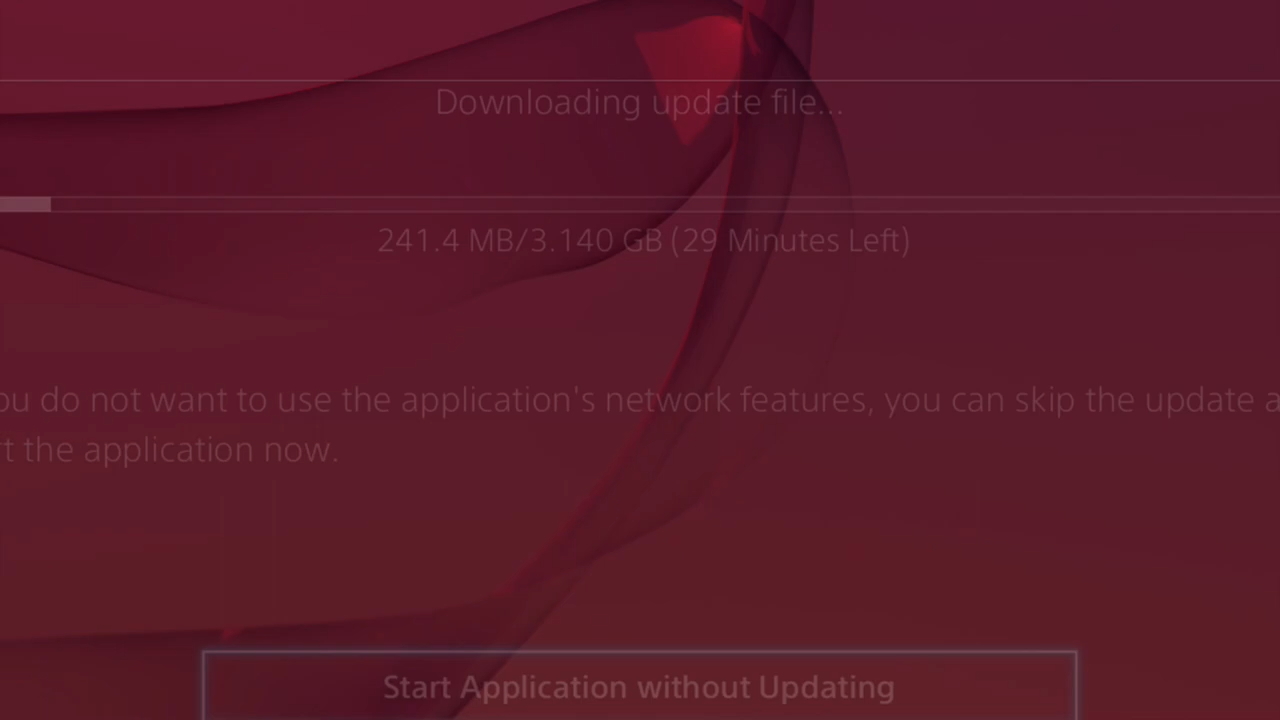 Downloading update file...
241.4 MB/3.140 GB (29 Minutes Left)
ou do not want to use the application's network features, you can skip the update a
rt the application now.
Start Application without Updating